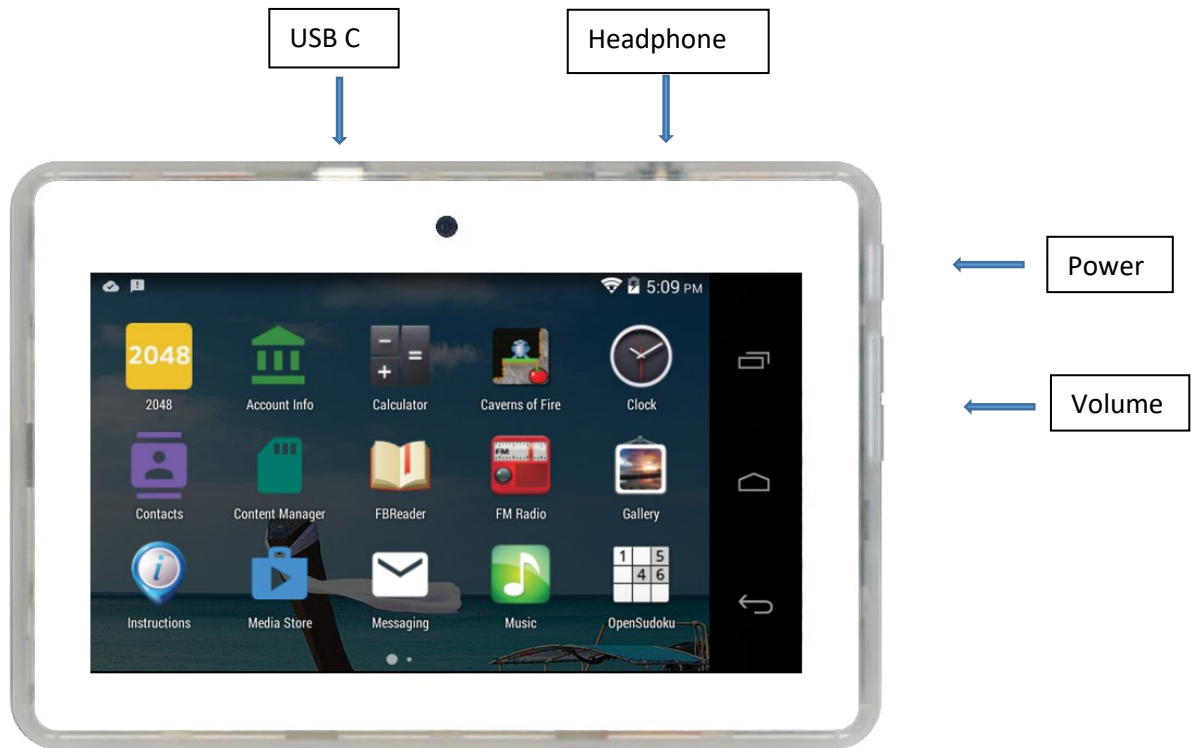 USB C
Headphone
Power
Volume
5:09 PM
2048
2048
Account Info
Calculator
Caverns of Fire
Clock
FM
Contacts
Content Manager
FBReader
FM Radio
Gallery
1 5
4 6
Instructions
Media Store
Messaging
Music
OpenSudoku